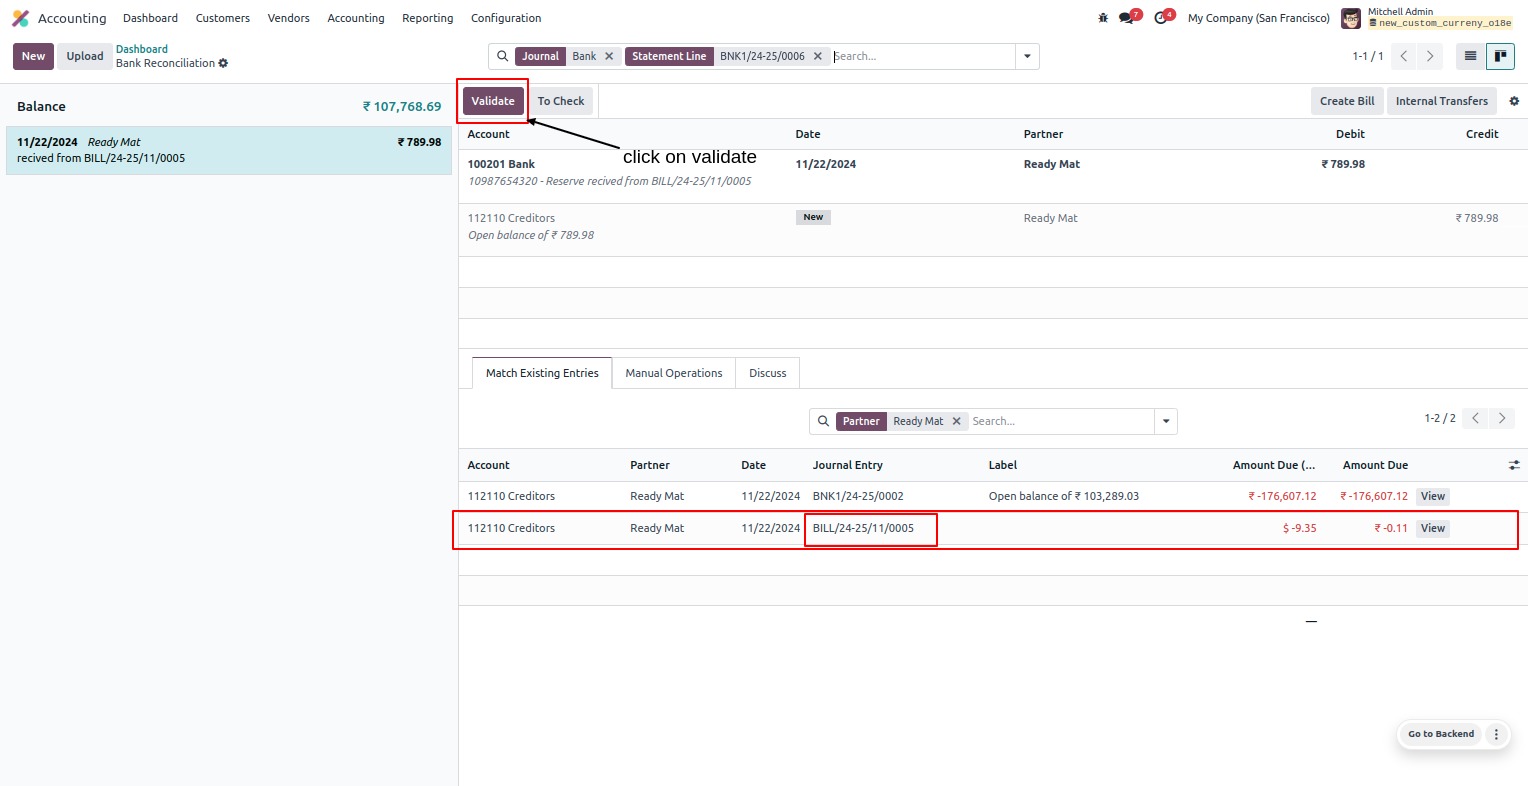 Accounting Dashboard Customers Vendors Accounting Reporting Configuration 7 4 My Company (San Francisco) Mitchell Admin
new_custom_curreny_o18e
New Upload Dashboard
Bank Reconciliation
Journal Bank Statement Line BNK1/24-25/0006 Search... 1-1 / 1
Balance ₹ 107,768.69
11/22/2024 Ready Mat ₹ 789.98
recived from BILL/24-25/11/0005
Validate To Check Create Bill Internal Transfers
click on validate
Account Date Partner Debit Credit
100201 Bank 11/22/2024 Ready Mat ₹ 789.98
10987654320 - Reserve recived from BILL/24-25/11/0005
112110 Creditors New Ready Mat ₹ 789.98
Open balance of ₹ 789.98
Match Existing Entries Manual Operations Discuss
Partner Ready Mat Search... 1-2 / 2
Account Partner Date Journal Entry Label Amount Due (... Amount Due
112110 Creditors Ready Mat 11/22/2024 BNK1/24-25/0002 Open balance of ₹ 103,289.03 ₹ -176,607.12 ₹ -176,607.12 View
112110 Creditors Ready Mat 11/22/2024 BILL/24-25/11/0005 $ -9.35 ₹ -0.11 View
Go to Backend